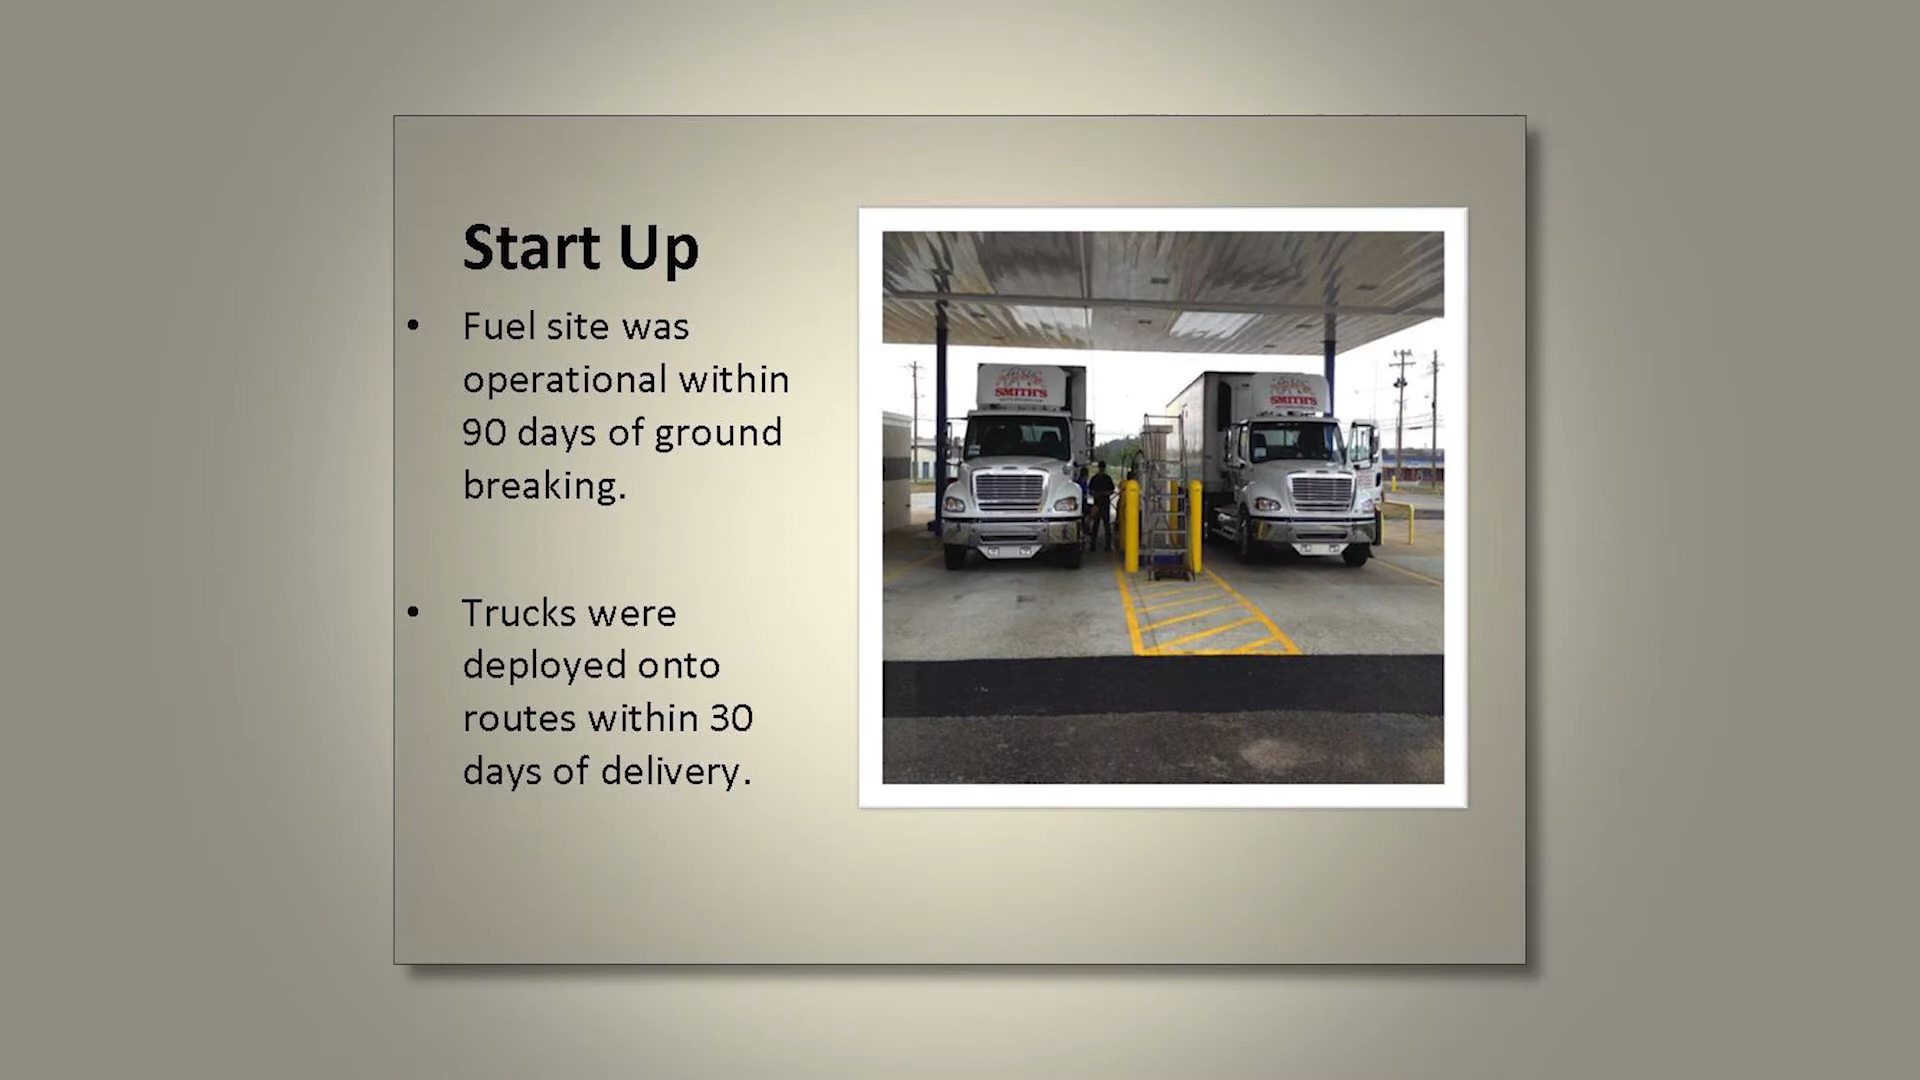 Start Up
• Fuel site was
operational within
90 days of ground
breaking.
• Trucks were
deployed onto
routes within 30
days of delivery.
SMITH'S
SMITH'S